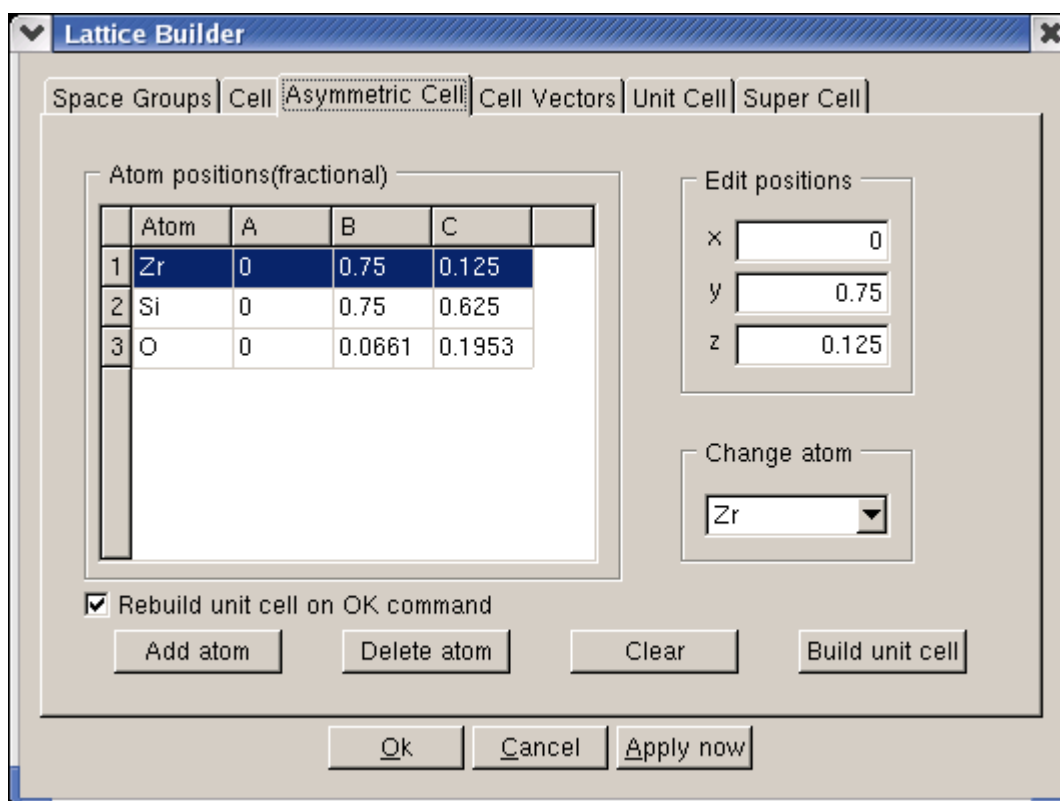 Lattice Builder
Space Groups Cell Asymmetric Cell Cell Vectors Unit Cell Super Cell
Atom positions(fractional)
Atom A B C
1 Zr 0 0.75 0.125
2 Si 0 0.75 0.625
3 O 0 0.0661 0.1953
Edit positions
x 0
y 0.75
z 0.125
Change atom
Zr
Rebuild unit cell on OK command
Add atom Delete atom Clear Build unit cell
Ok Cancel Apply now